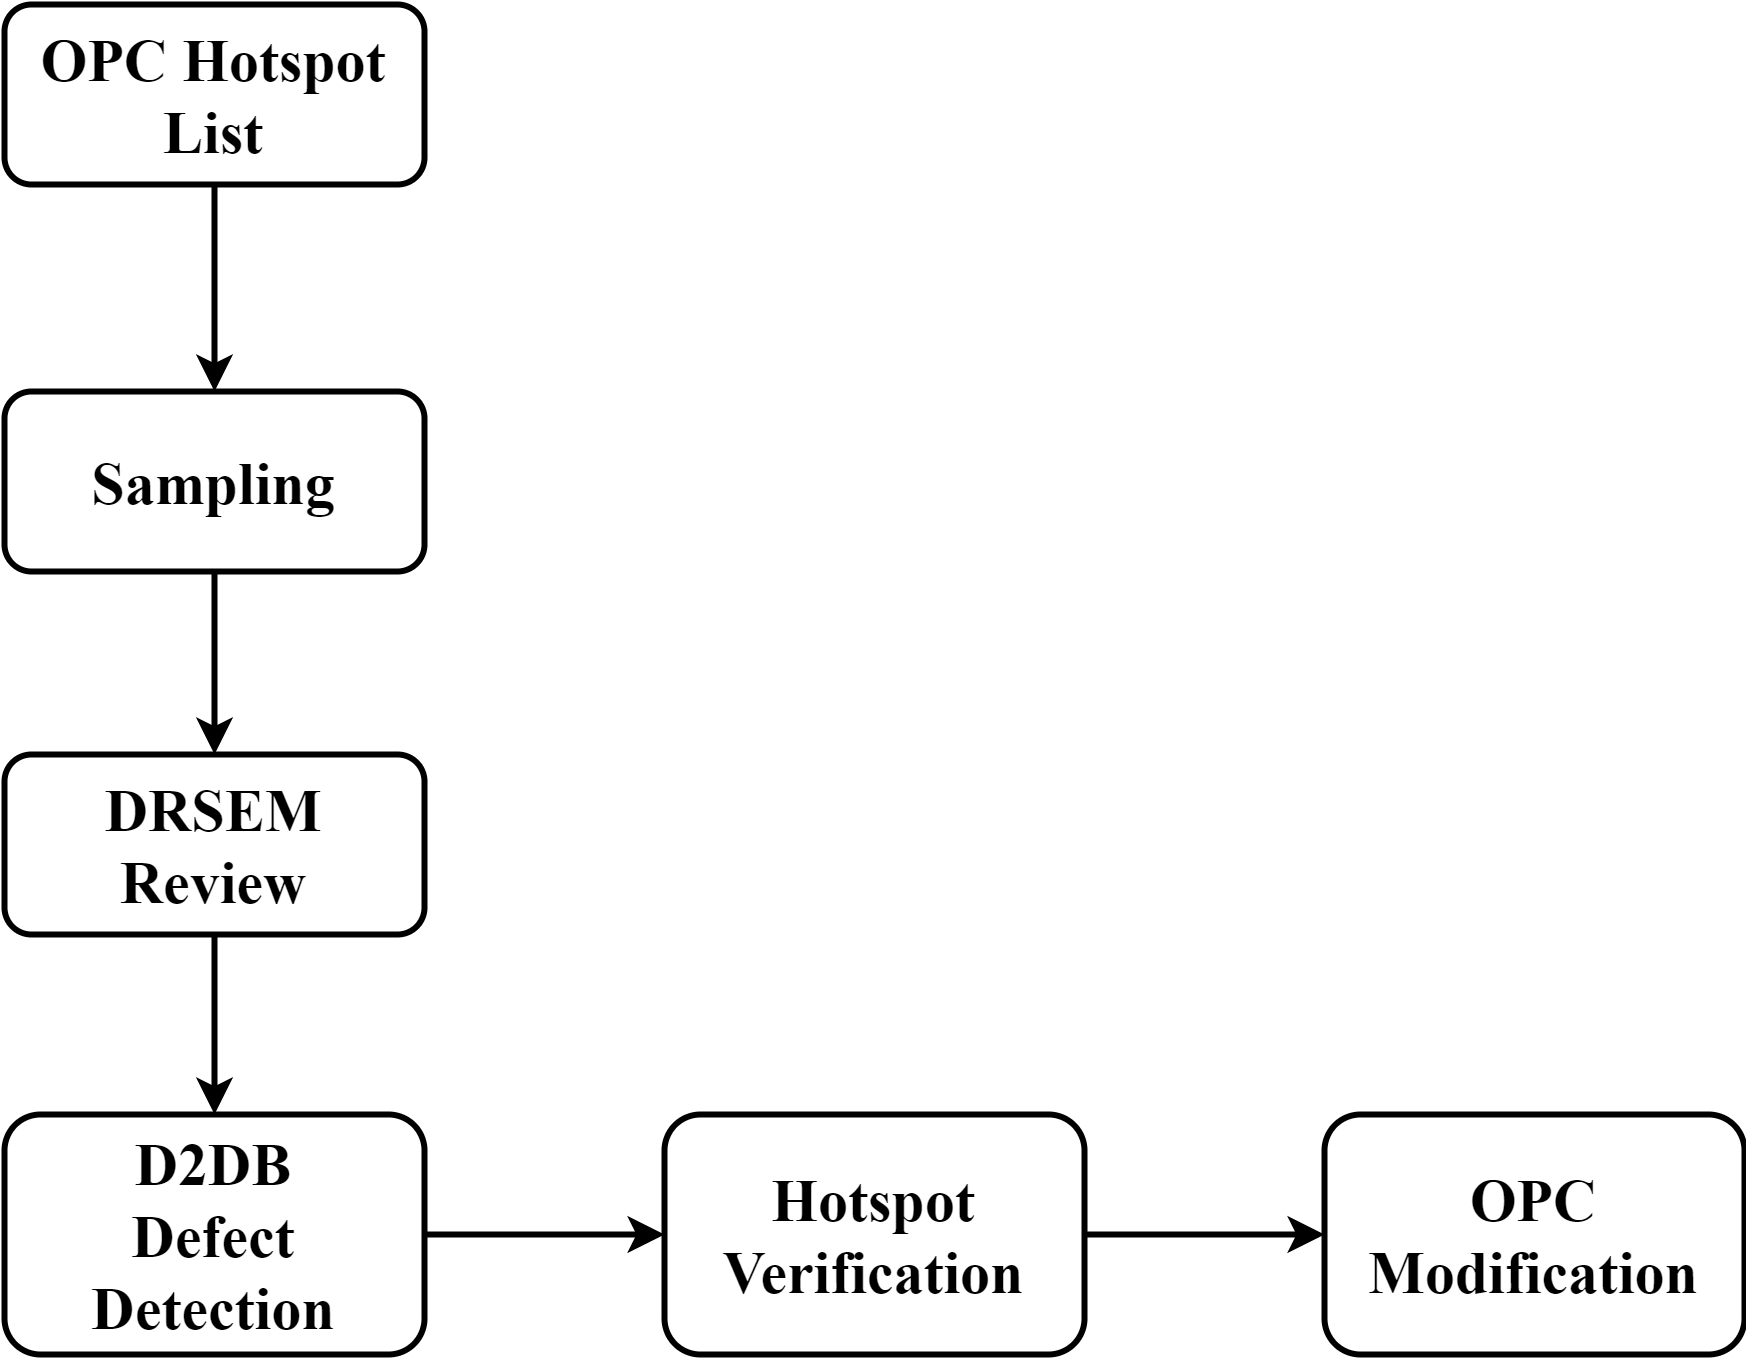 OPC Hotspot
List
Sampling
DRSEM
Review
D2DB
Defect
Detection
Hotspot
Verification
OPC
Modification